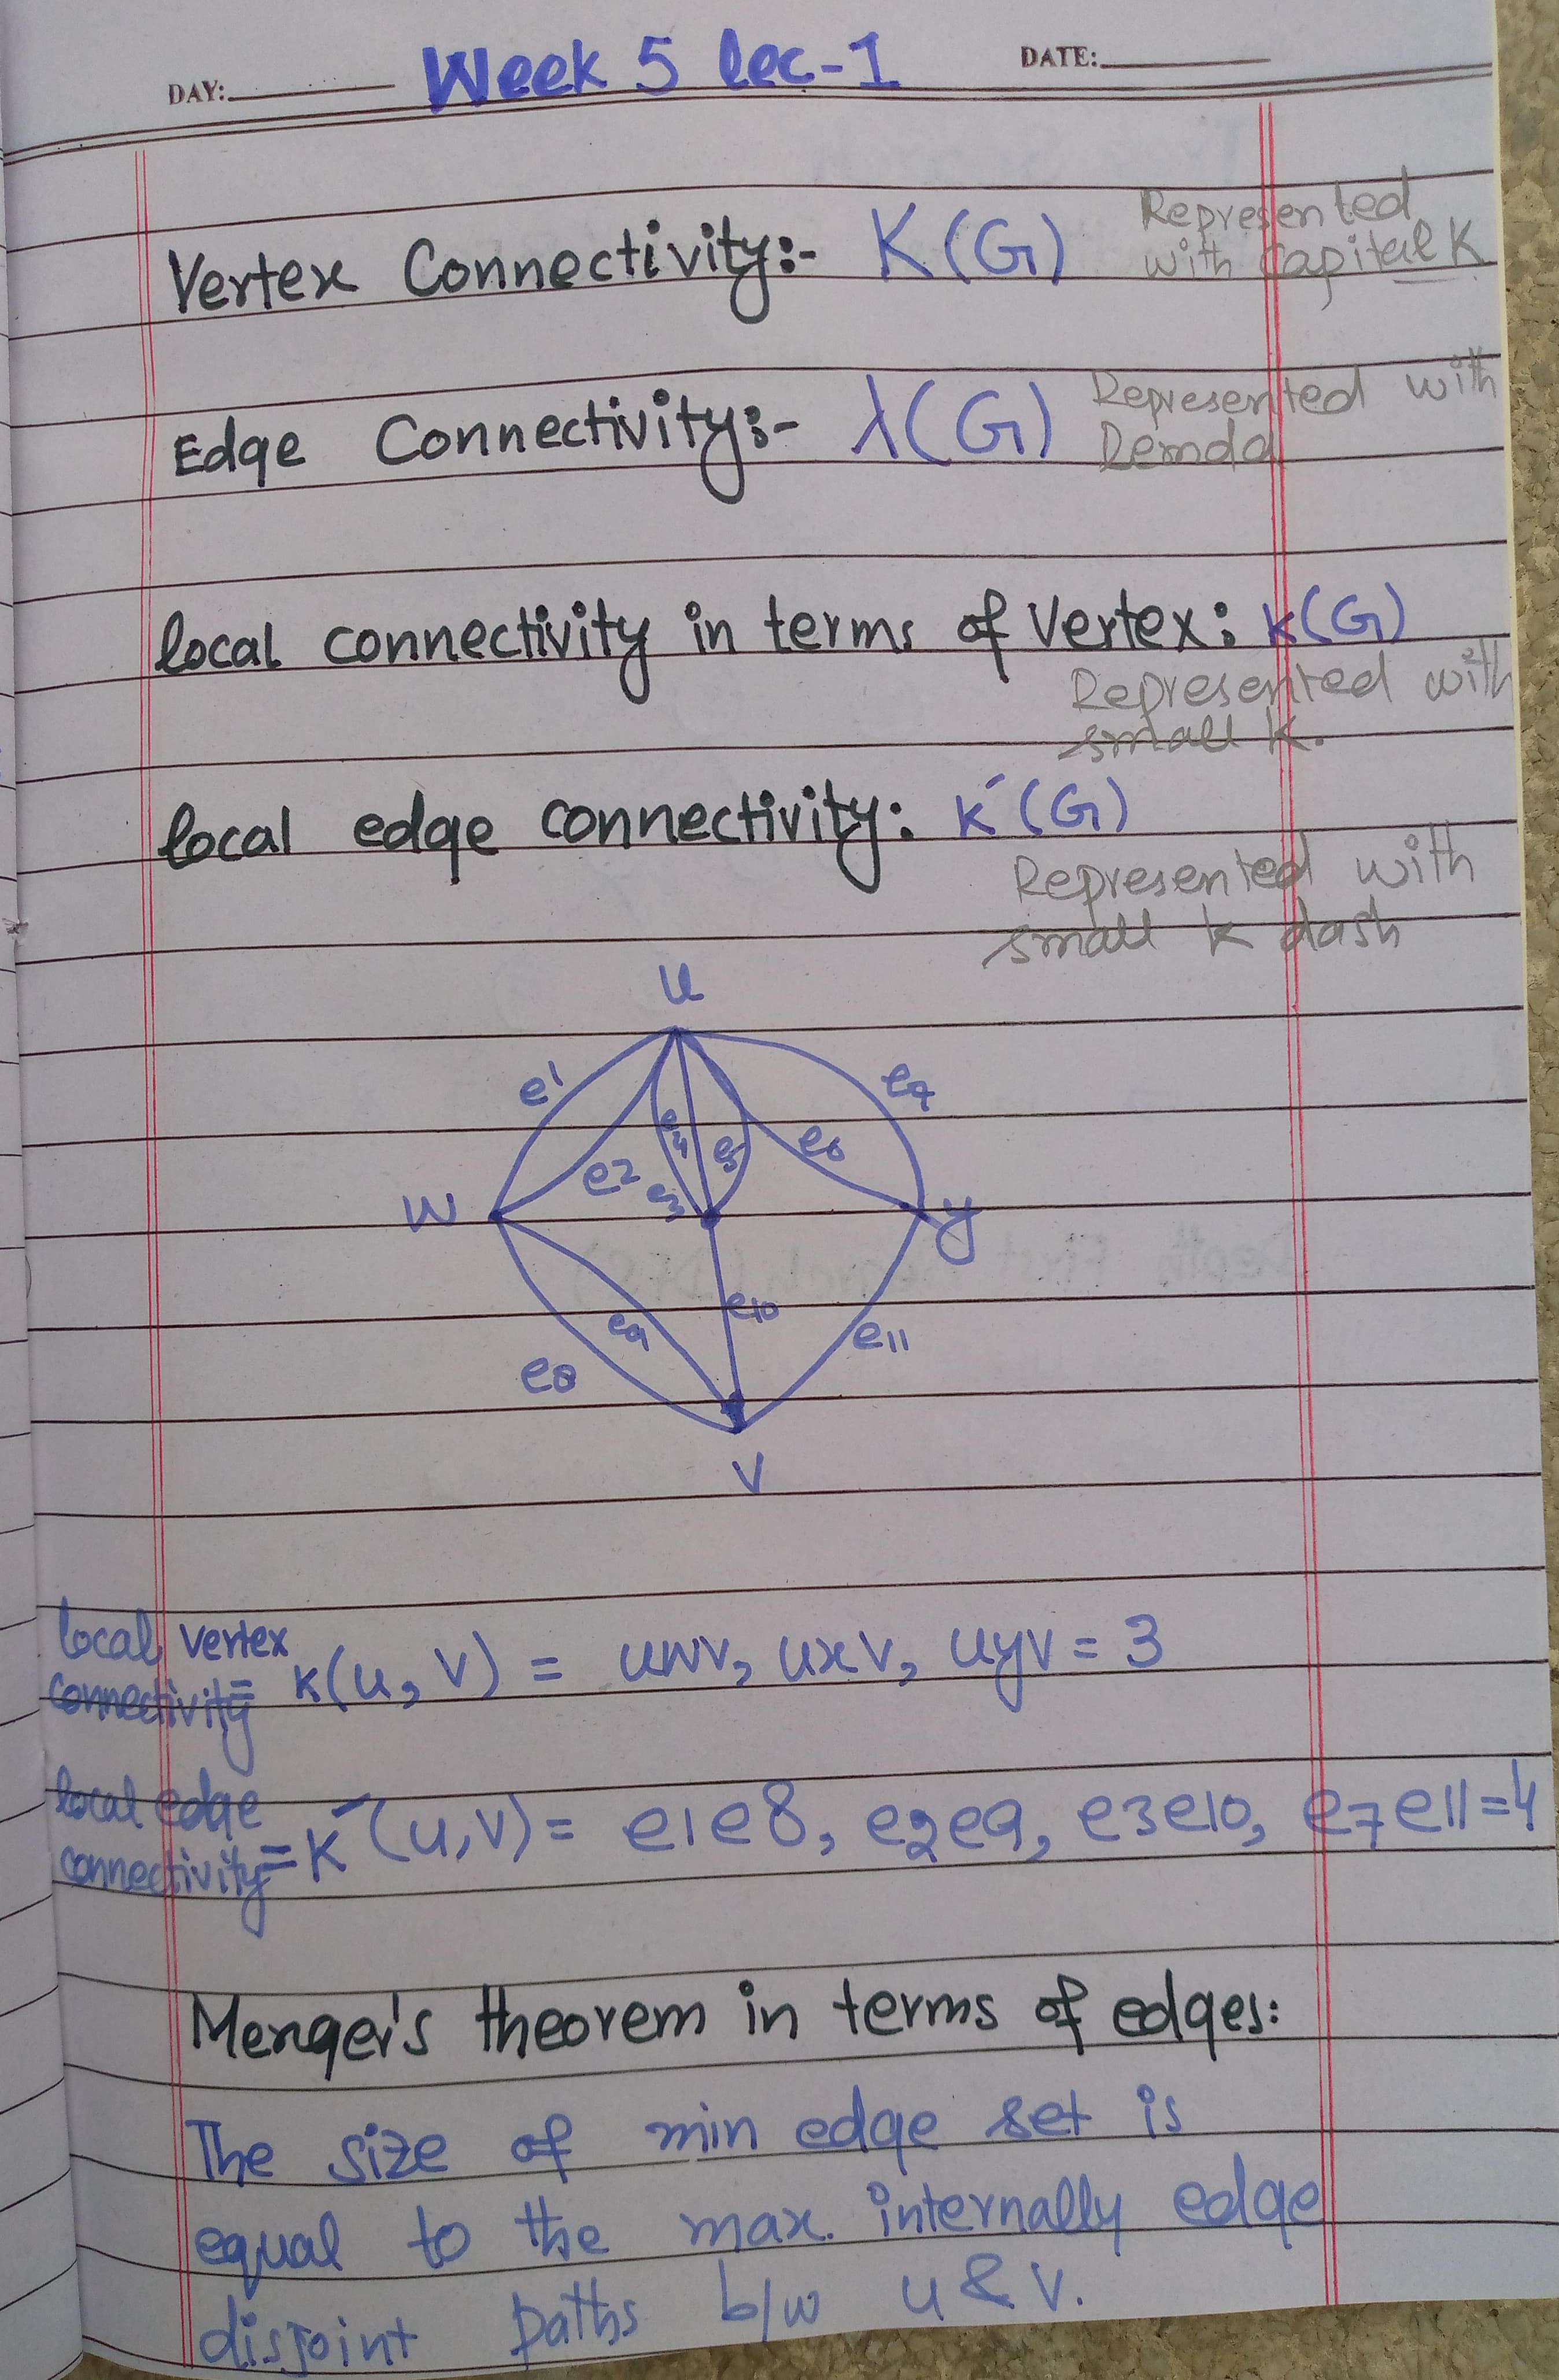 Week 5 lec-1
DAY:
DATE:
Vertex Connectivity:- K(G)
Represented
with Capital K
Edge Connectivity:- λ(G)
Represented with
Lemda
local connectivity in terms of Vertex: k(G)
Represented with
small k.
local edge connectivity: k´(G)
Represented with
small k dash
u
e1
e7
e4
e5
e6
e2
e3
w
y
e10
e9
e11
e8
v
local vertex
connectivity= k(u, v) = uwv, uxv, uyv = 3
local edge
connectivity= k´(u,v) = e1e8, e2e9, e3e10, e7e11=4
Menger's theorem in terms of edges:
The size of min edge set is
equal to the max. internally edge
disjoint paths b/w u & v.